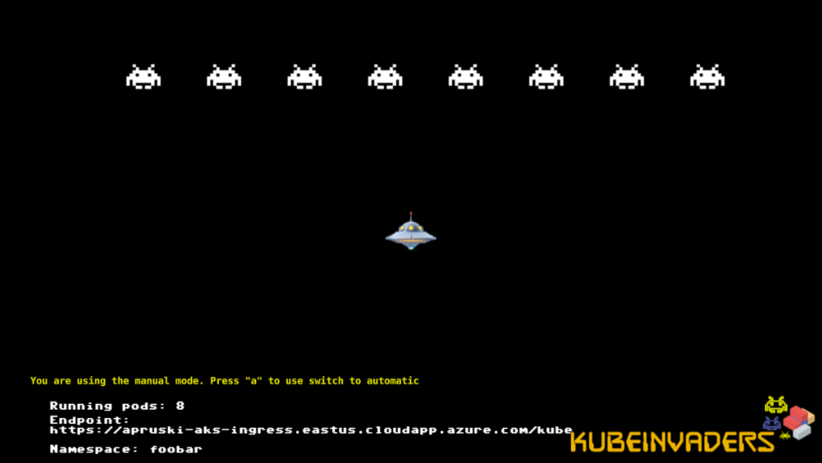 You are using the manual mode. Press "a" to use switch to automatic
Running pods: 8
Endpoint:
https://apruski-aks-ingress.eastus.cloudapp.azure.com/kube
Namespace: foobar
KUBEINVADERS